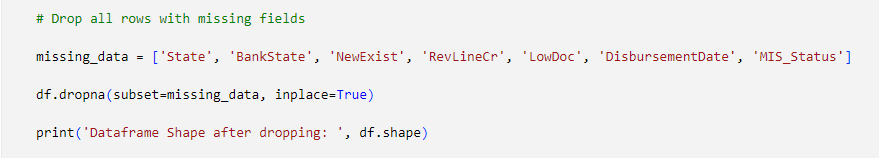 # Drop all rows with missing fields
missing_data = ['State', 'BankState', 'NewExist', 'RevLineCr', 'LowDoc', 'DisbursementDate', 'MIS_Status']
df.dropna(subset=missing_data, inplace=True)
print('Dataframe Shape after dropping: ', df.shape)